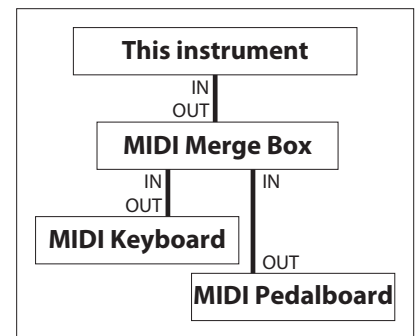 This instrument
IN
OUT
MIDI Merge Box
IN IN
OUT
MIDI Keyboard
OUT
MIDI Pedalboard